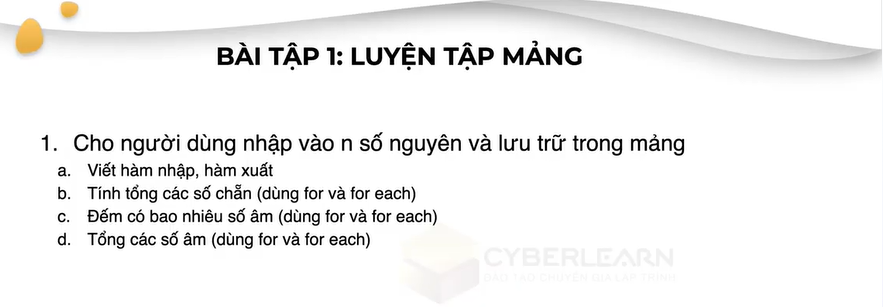 BÀI TẬP 1: LUYỆN TẬP MẢNG
1. Cho người dùng nhập vào n số nguyên và lưu trữ trong mảng
a. Viết hàm nhập, hàm xuất
b. Tính tổng các số chẵn (dùng for và for each)
c. Đếm có bao nhiêu số âm (dùng for và for each)
d. Tổng các số âm (dùng for và for each)
CYBERLEARN
ĐÀO TẠO CHUYÊN GIA LẬP TRÌNH